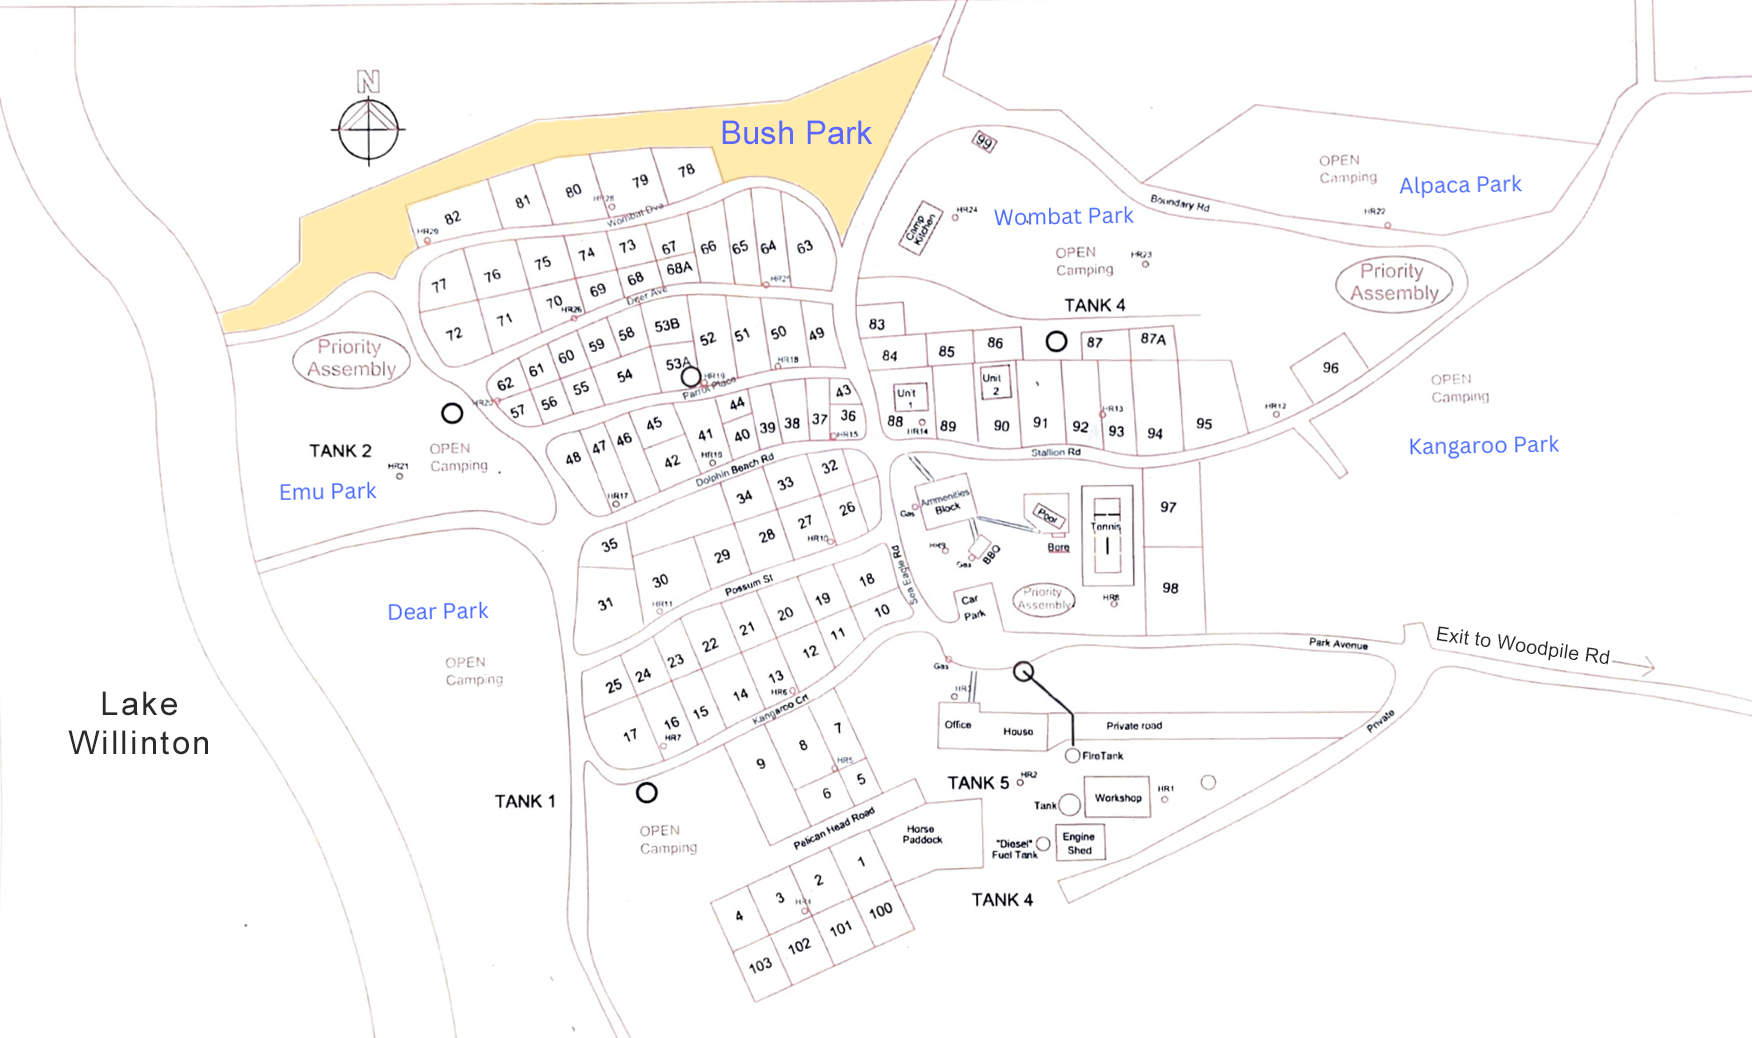 N
Bush Park
OPEN
Camping
Alpaca Park
HR22
Boundary Rd
99
Camp
Kitchen
HR24
Wombat Park
OPEN
Camping
HR23
Priority
Assembly
TANK 4
82
81
80
79
78
HR28
HR29
Wombat Dve
77
76
75
74
73
67
66
65
64
63
68A
68
69
70
71
72
HR26
HR25
Deer Ave
Priority
Assembly
62
61
60
59
58
53B
52
51
50
49
53A
54
55
56
57
HR20
HR19
HR18
Parrot Place
TANK 2
OPEN
Camping
HR21
Emu Park
83
84
85
86
87
87A
Unit
1
Unit
2
88
89
90
91
92
93
94
95
HR14
HR13
HR12
96
OPEN
Camping
Kangaroo Park
Stallion Rd
48
47
46
45
44
43
42
41
40
39
38
37
36
HR17
HR16
HR15
Dolphin Beach Rd
35
34
33
32
31
30
29
28
27
26
HR11
HR10
Possum St
Sea Eagle Rd
Ammenities
Block
Gas
HR9
Gas
BBQ
Pool
Bore
Tennis
97
98
HR8
Priority
Assembly
Car
Park
Dear Park
OPEN
Camping
25
24
23
22
21
20
19
18
17
16
15
14
13
12
11
10
HR7
HR6
Kangaroo Crt
Park Avenue
Exit to Woodpile Rd
Lake
Willinton
Gas
HR3
Office
House
Private road
Private
FireTank
TANK 5
HR2
Tank
Workshop
HR1
"Diesel"
Fuel Tank
Engine
Shed
TANK 4
TANK 1
OPEN
Camping
9
8
7
6
5
HR5
Pelican Head Road
Horse
Paddock
4
3
2
1
HR4
103
102
101
100